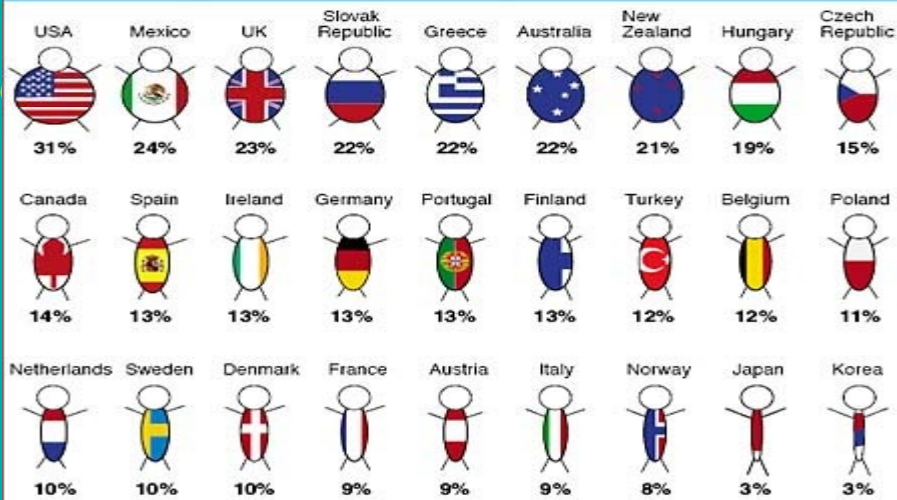 USA Mexico UK Slovak Republic Greece Australia New Zealand Hungary Czech Republic
31% 24% 23% 22% 22% 22% 21% 19% 15%
Canada Spain Ireland Germany Portugal Finland Turkey Belgium Poland
14% 13% 13% 13% 13% 13% 12% 12% 11%
Netherlands Sweden Denmark France Austria Italy Norway Japan Korea
10% 10% 10% 9% 9% 9% 8% 3% 3%